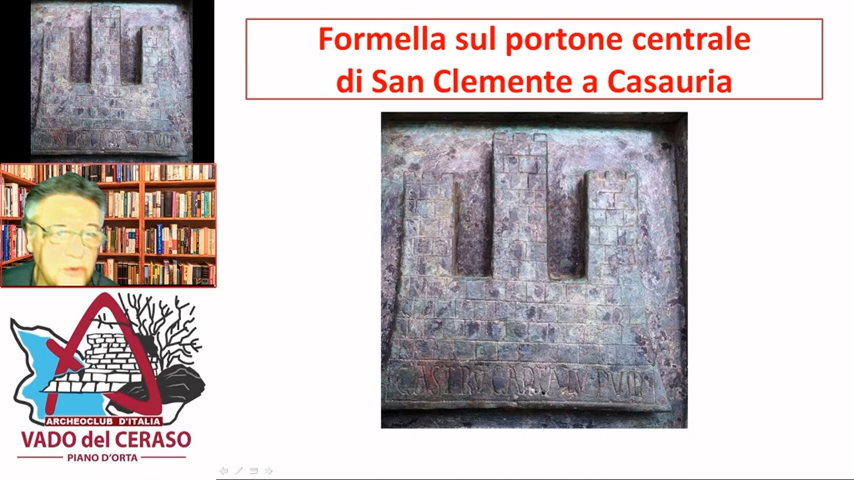 Formella sul portone centrale
di San Clemente a Casauria
ARCHEOCLUB D'ITALIA
VADO del CERASO
PIANO D'ORTA